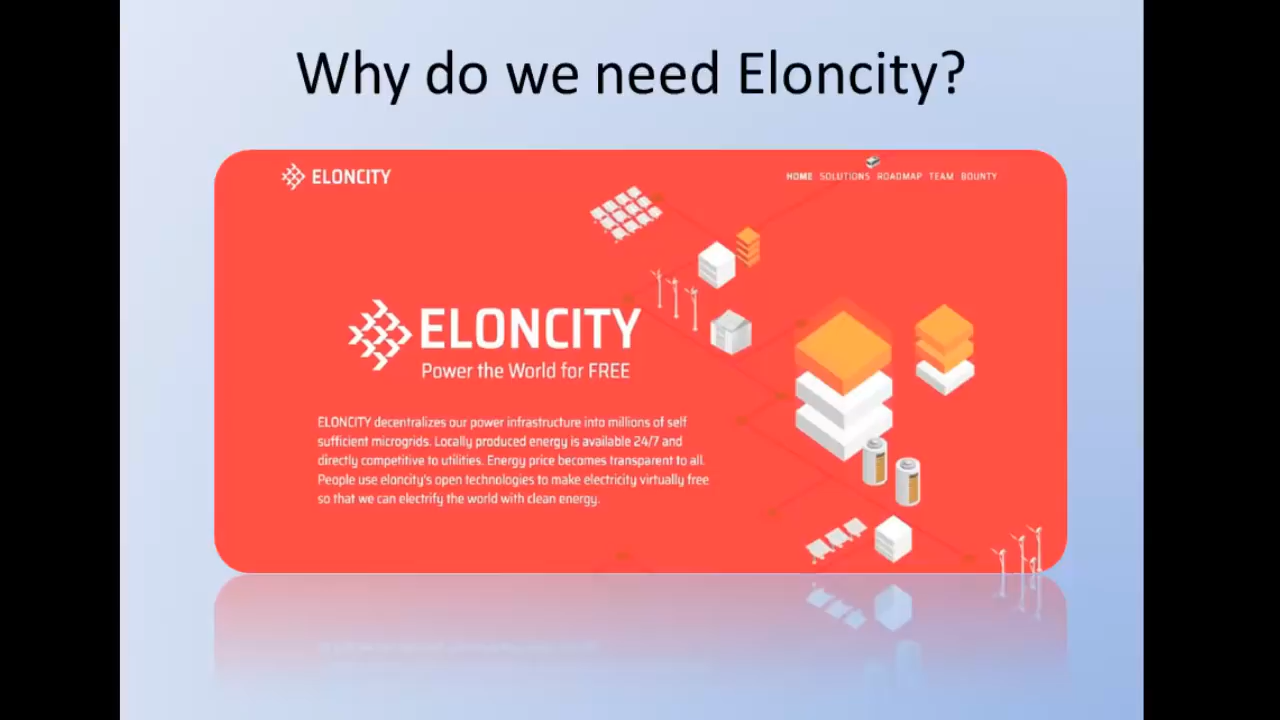 Why do we need Eloncity?
ELONCITY
HOME SOLUTIONS ROADMAP TEAM BOUNTY
ELONCITY
Power the World for FREE
ELONCITY decentralizes our power infrastructure into millions of self
sufficient microgrids. Locally produced energy is available 24/7 and
directly competitive to utilities. Energy price becomes transparent to all.
People use eloncity's open technologies to make electricity virtually free
so that we can electrify the world with clean energy.